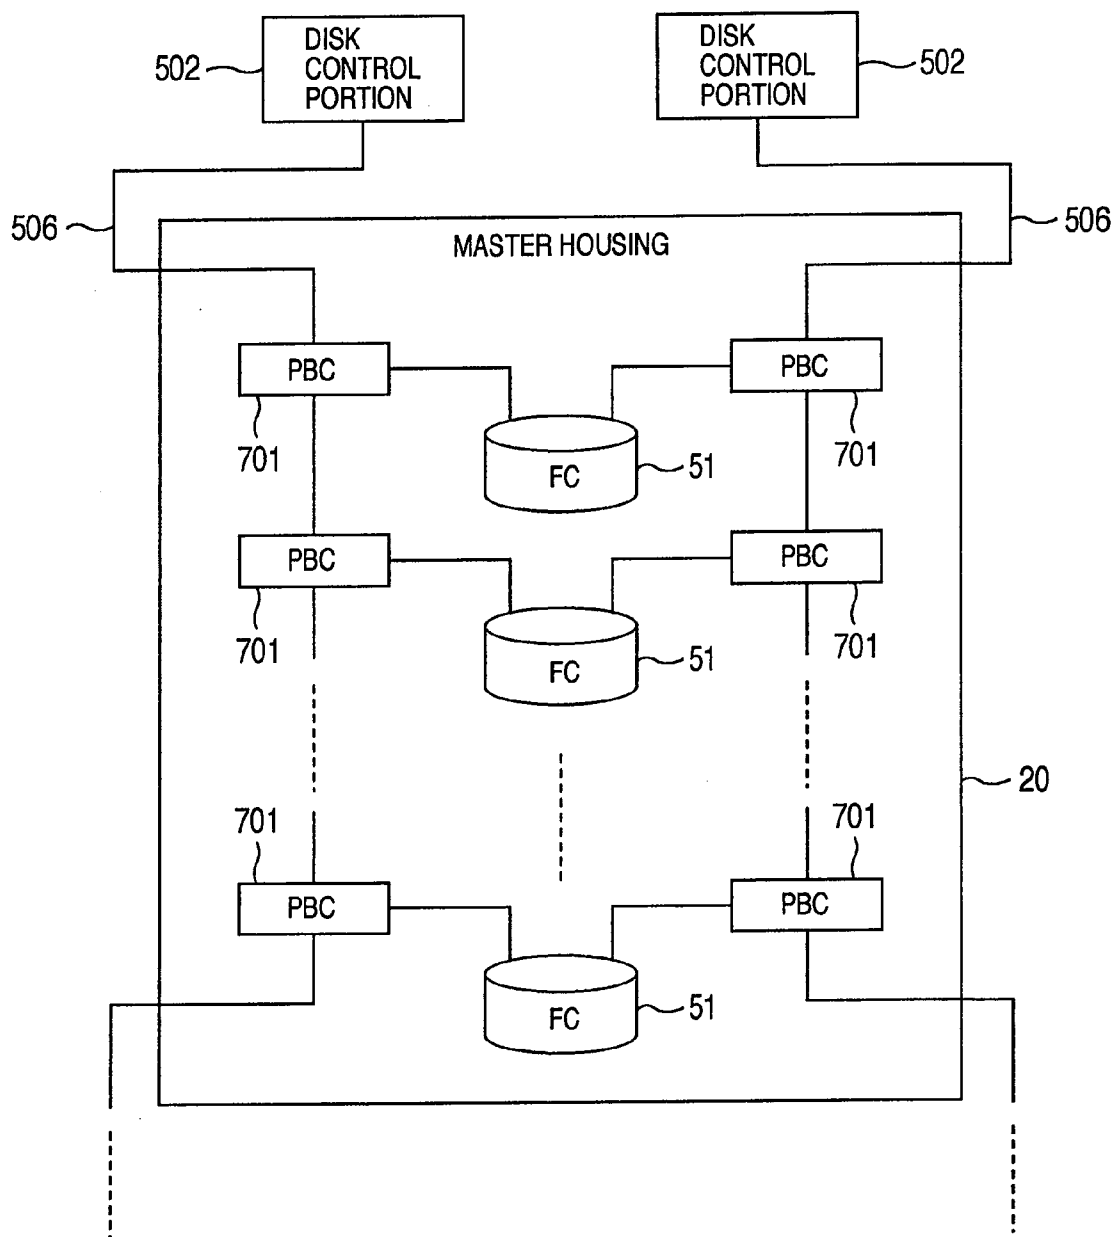 DISK
CONTROL
PORTION
502
DISK
CONTROL
PORTION
502
506
506
MASTER HOUSING
PBC
PBC
701
701
FC
51
PBC
PBC
701
701
FC
51
20
701
701
PBC
PBC
FC
51